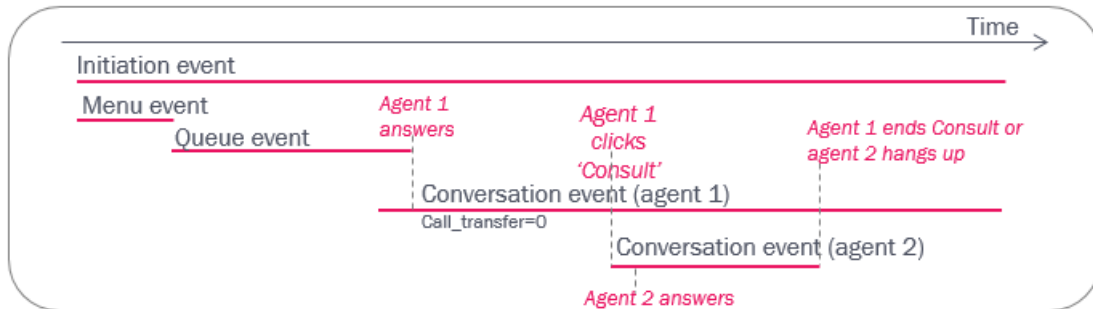 Time
Initiation event
Menu event
Agent 1
answers
Queue event
Agent 1
clicks
'Consult'
Agent 1 ends Consult or
agent 2 hangs up
Conversation event (agent 1)
Call_transfer=0
Conversation event (agent 2)
Agent 2 answers